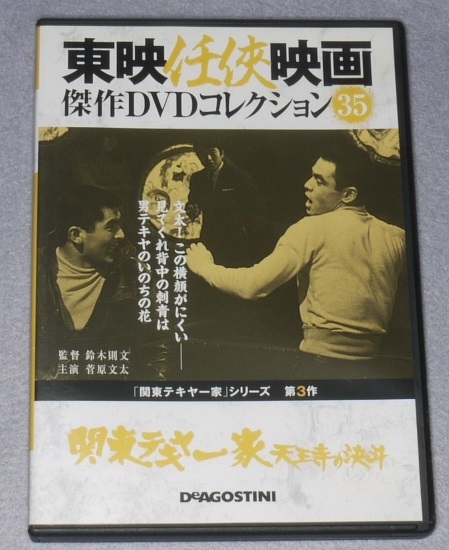 東映任侠映画
傑作DVDコレクション 35
文太！この横顔がにくい――
見てくれ背中の刺青は
男テキヤのいのちの花
監督 鈴木則文
主演 菅原文太
「関東テキヤ一家」シリーズ 第3作
関東テキヤ一家 天王寺の決斗
DeAGOSTINI